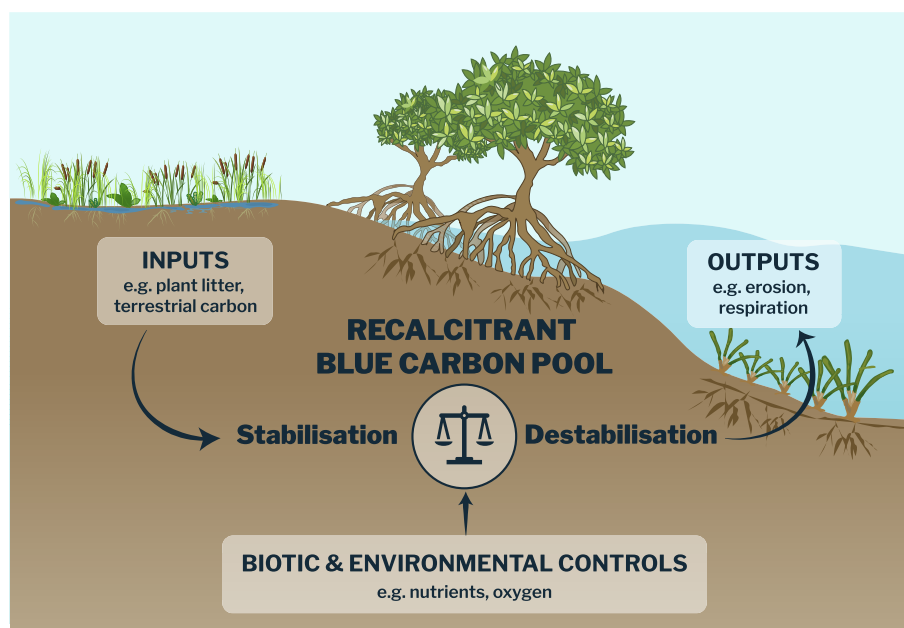 INPUTS
e.g. plant litter,
terrestrial carbon
OUTPUTS
e.g. erosion,
respiration
RECALCITRANT
BLUE CARBON POOL
Stabilisation
Destabilisation
BIOTIC & ENVIRONMENTAL CONTROLS
e.g. nutrients, oxygen